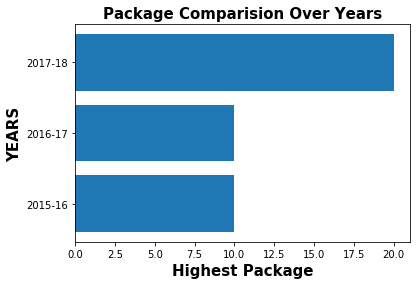 Package Comparision Over Years
YEARS
2017-18
2016-17
2015-16
0.0 2.5 5.0 7.5 10.0 12.5 15.0 17.5 20.0
Highest Package